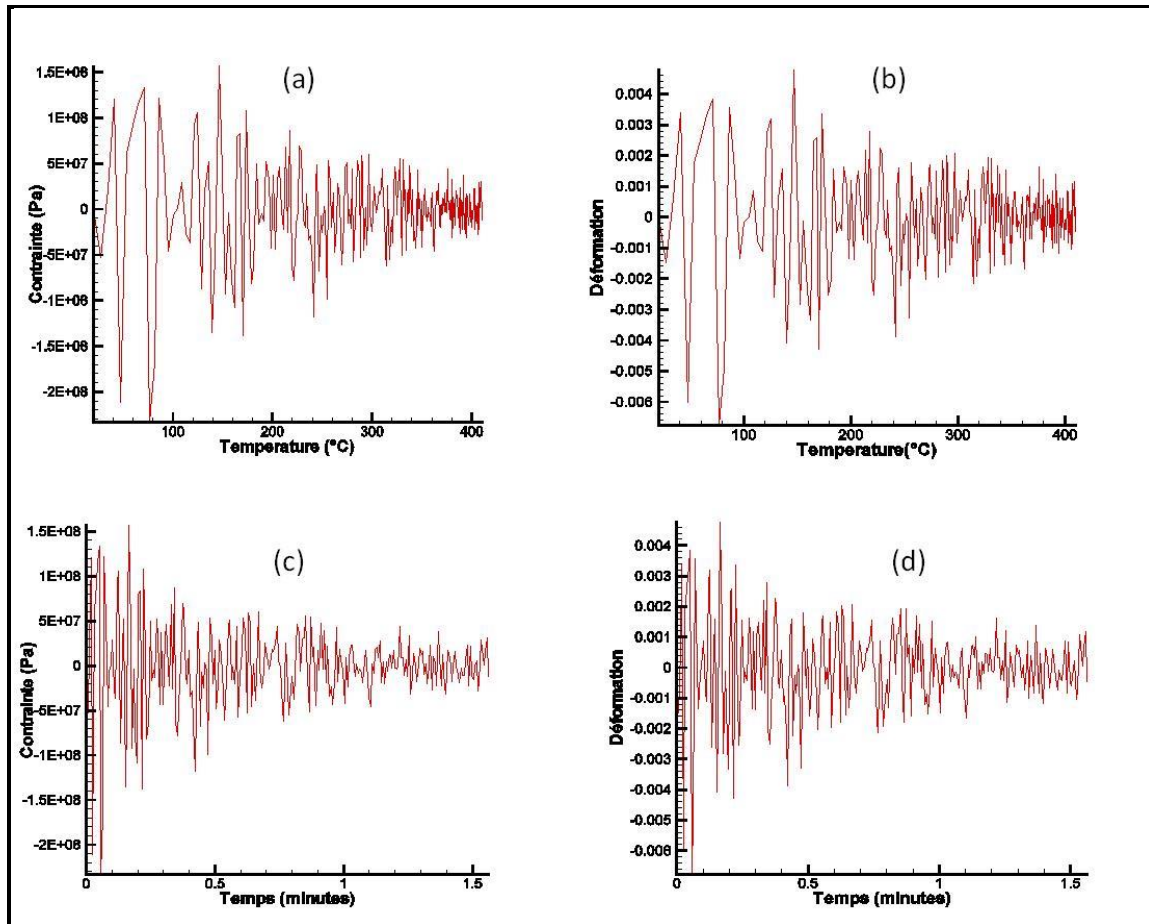 (a)
1.5E+08
1E+08
5E+07
0
-5E+07
-1E+08
-1.5E+08
-2E+08
Contrainte (Pa)
100
200
300
400
Temperature (°C)
(b)
0.004
0.003
0.002
0.001
0
-0.001
-0.002
-0.003
-0.004
-0.005
-0.006
Déformation
100
200
300
400
Temperature(°C)
(c)
1.5E+08
1E+08
5E+07
0
-5E+07
-1E+08
-1.5E+08
-2E+08
Contrainte (Pa)
0
0.5
1
1.5
Temps (minutes)
(d)
0.004
0.003
0.002
0.001
0
-0.001
-0.002
-0.003
-0.004
-0.005
-0.006
Déformation
0
0.5
1
1.5
Temps (minutes)